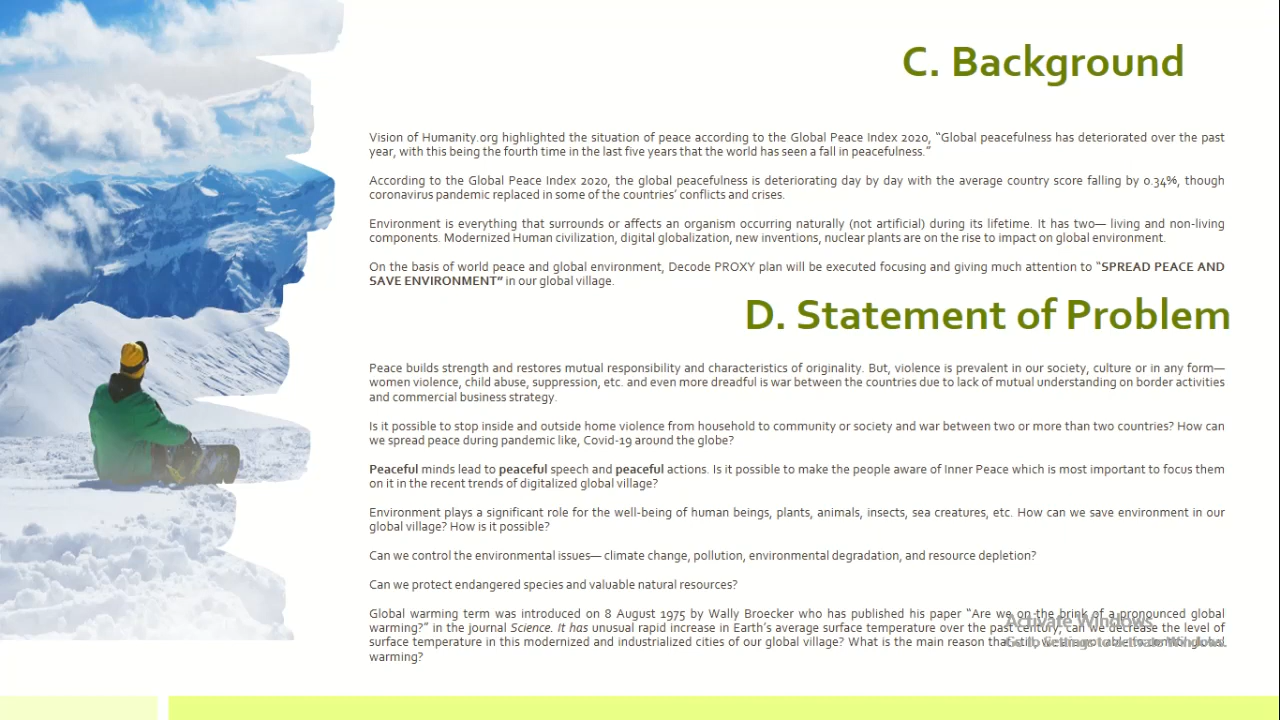 C. Background
Vision of Humanity.org highlighted the situation of peace according to the Global Peace Index 2020, “Global peacefulness has deteriorated over the past
year, with this being the fourth time in the last five years that the world has seen a fall in peacefulness.”
According to the Global Peace Index 2020, the global peacefulness is deteriorating day by day with the average country score falling by 0.34%, though
coronavirus pandemic replaced in some of the countries’ conflicts and crises.
Environment is everything that surrounds or affects an organism occurring naturally (not artificial) during its lifetime. It has two— living and non-living
components. Modernized Human civilization, digital globalization, new inventions, nuclear plants are on the rise to impact on global environment.
On the basis of world peace and global environment, Decode PROXY plan will be executed focusing and giving much attention to “SPREAD PEACE AND
SAVE ENVIRONMENT” in our global village.
D. Statement of Problem
Peace builds strength and restores mutual responsibility and characteristics of originality. But, violence is prevalent in our society, culture or in any form—
women violence, child abuse, suppression, etc. and even more dreadful is war between the countries due to lack of mutual understanding on border activities
and commercial business strategy.
Is it possible to stop inside and outside home violence from household to community or society and war between two or more than two countries? How can
we spread peace during pandemic like, Covid-19 around the globe?
Peaceful minds lead to peaceful speech and peaceful actions. Is it possible to make the people aware of Inner Peace which is most important to focus them
on it in the recent trends of digitalized global village?
Environment plays a significant role for the well-being of human beings, plants, animals, insects, sea creatures, etc. How can we save environment in our
global village? How is it possible?
Can we control the environmental issues— climate change, pollution, environmental degradation, and resource depletion?
Can we protect endangered species and valuable natural resources?
Global warming term was introduced on 8 August 1975 by Wally Broecker who has published his paper “Are we on the brink of a pronounced global
warming?” in the journal Science. It has unusual rapid increase in Earth’s average surface temperature over the past century, can we decrease the level of
surface temperature in this modernized and industrialized cities of our global village? What is the main reason that still, we
warming?
Activate Windows
Go to Settings to activate Windows.